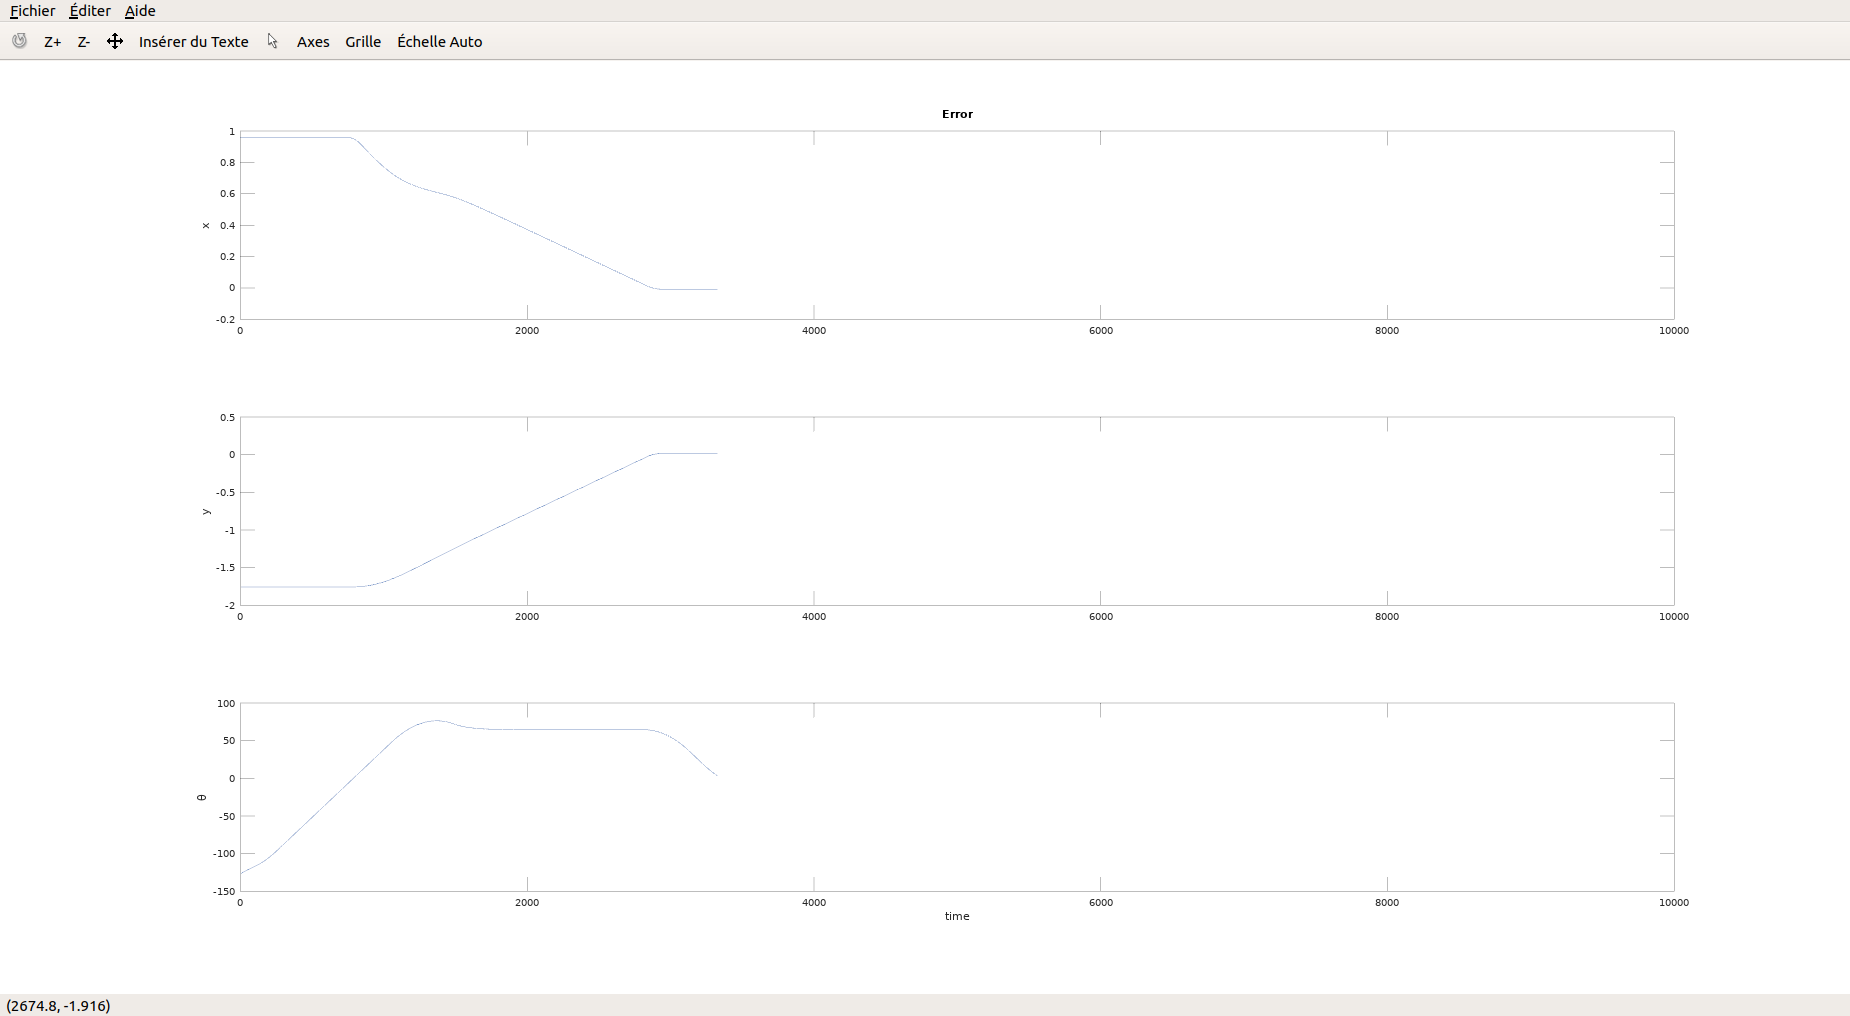 Fichier Éditer Aide
Z+ Z- Insérer du Texte Axes Grille Échelle Auto
Error
1
0.8
0.6
x
0.4
0.2
0
-0.2
0 2000 4000 6000 8000 10000
0.5
0
-0.5
y
-1
-1.5
-2
0 2000 4000 6000 8000 10000
100
50
0
θ
-50
-100
-150
0 2000 4000 6000 8000 10000
time
(2674.8, -1.916)